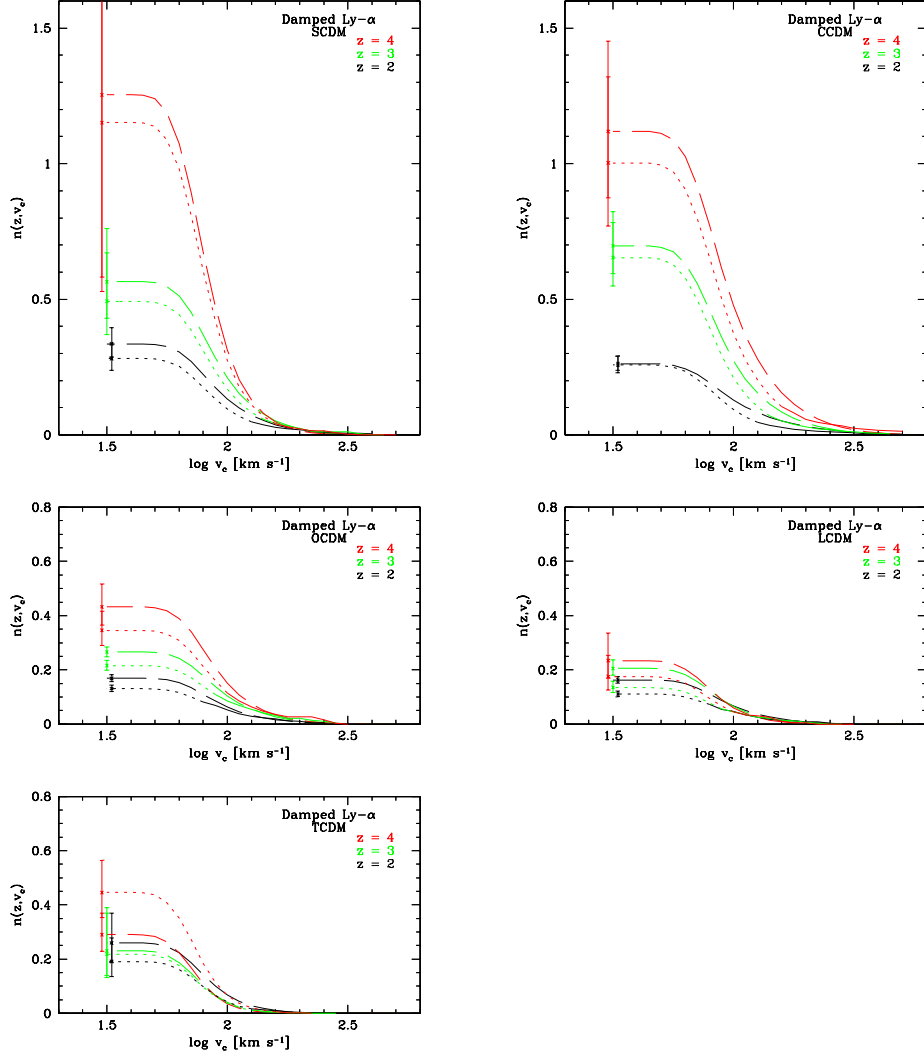 Damped Ly-α
SCDM
z = 4
z = 3
z = 2
1.5
1
0.5
0
n(z,v_c)
1.5
2
2.5
log v_c [km s⁻¹]
Damped Ly-α
CCDM
z = 4
z = 3
z = 2
1.5
1
0.5
0
n(z,v_c)
1.5
2
2.5
log v_c [km s⁻¹]
Damped Ly-α
OCDM
z = 4
z = 3
z = 2
0.8
0.6
0.4
0.2
0
n(z,v_c)
1.5
2
2.5
log v_c [km s⁻¹]
Damped Ly-α
LCDM
z = 4
z = 3
z = 2
0.8
0.6
0.4
0.2
0
n(z,v_c)
1.5
2
2.5
log v_c [km s⁻¹]
Damped Ly-α
TCDM
z = 4
z = 3
z = 2
0.8
0.6
0.4
0.2
0
n(z,v_c)
1.5
2
2.5
log v_c [km s⁻¹]